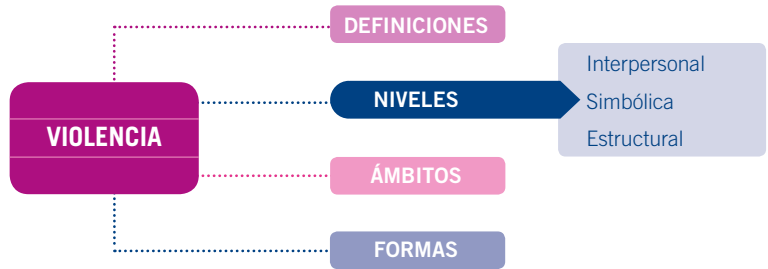 VIOLENCIA
DEFINICIONES
NIVELES
Interpersonal
Simbólica
Estructural
ÁMBITOS
FORMAS